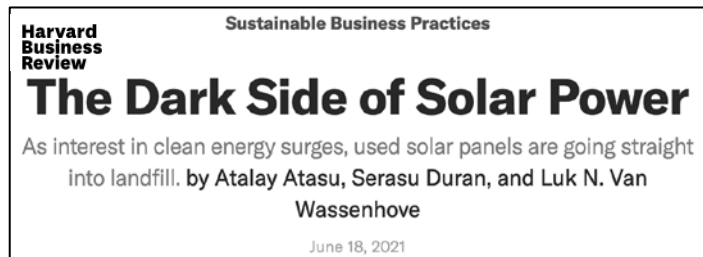 Sustainable Business Practices
Harvard
Business
Review
The Dark Side of Solar Power
As interest in clean energy surges, used solar panels are going straight
into landfill. by Atalay Atasu, Serasu Duran, and Luk N. Van
Wassenhove
June 18, 2021